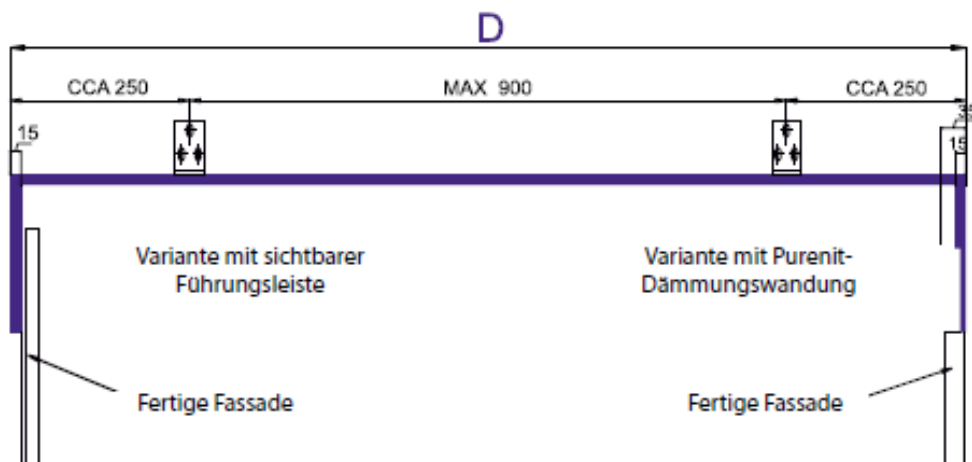 D
CCA 250
MAX 900
CCA 250
15
15
Variante mit sichtbarer
Führungsleiste
Variante mit Purenit-
Dämmungswandung
Fertige Fassade
Fertige Fassade